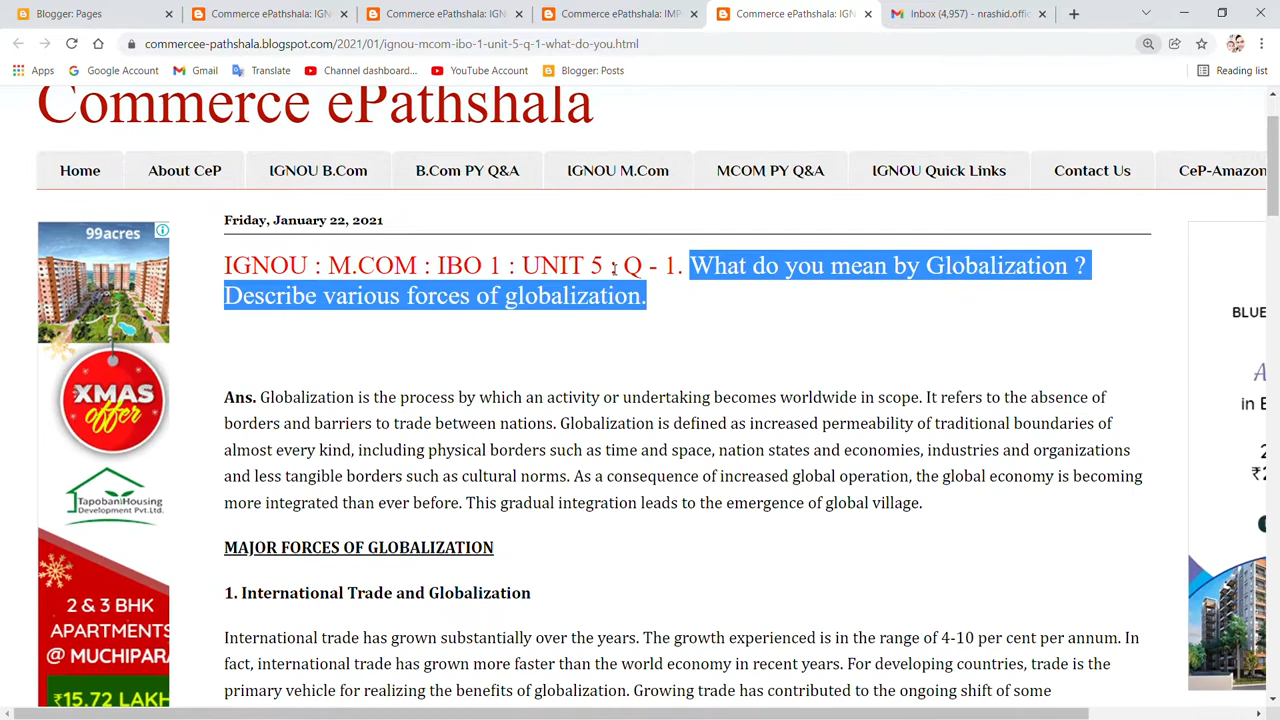 Blogger: Pages
Commerce ePathshala: IGN
Commerce ePathshala: IGN
Commerce ePathshala: IMP
Commerce ePathshala: IGN
Inbox (4,957) - nrashid.offic
commercee-pathshala.blogspot.com/2021/01/ignou-mcom-ibo-1-unit-5-q-1-what-do-you.html
Apps
Google Account
Gmail
Translate
Channel dashboard...
YouTube Account
Blogger: Posts
Reading list
Commerce ePathshala
Home
About CeP
IGNOU B.Com
B.Com PY Q&A
IGNOU M.Com
MCOM PY Q&A
IGNOU Quick Links
Contact Us
CeP-Amazon
Friday, January 22, 2021
IGNOU : M.COM : IBO 1 : UNIT 5 : Q - 1. What do you mean by Globalization ?
Describe various forces of globalization.
Ans. Globalization is the process by which an activity or undertaking becomes worldwide in scope. It refers to the absence of
borders and barriers to trade between nations. Globalization is defined as increased permeability of traditional boundaries of
almost every kind, including physical borders such as time and space, nation states and economies, industries and organizations
and less tangible borders such as cultural norms. As a consequence of increased global operation, the global economy is becoming
more integrated than ever before. This gradual integration leads to the emergence of global village.
MAJOR FORCES OF GLOBALIZATION
1. International Trade and Globalization
International trade has grown substantially over the years. The growth experienced is in the range of 4-10 per cent per annum. In
fact, international trade has grown more faster than the world economy in recent years. For developing countries, trade is the
primary vehicle for realizing the benefits of globalization. Growing trade has contributed to the ongoing shift of some
99acres
XMAS
offer
TapobanHousing
Development Pvt.Ltd.
2 & 3 BHK
APARTMENTS
@ MUCHIPARA
₹15.72 LAKH
BLUE
A
in E
2
₹2